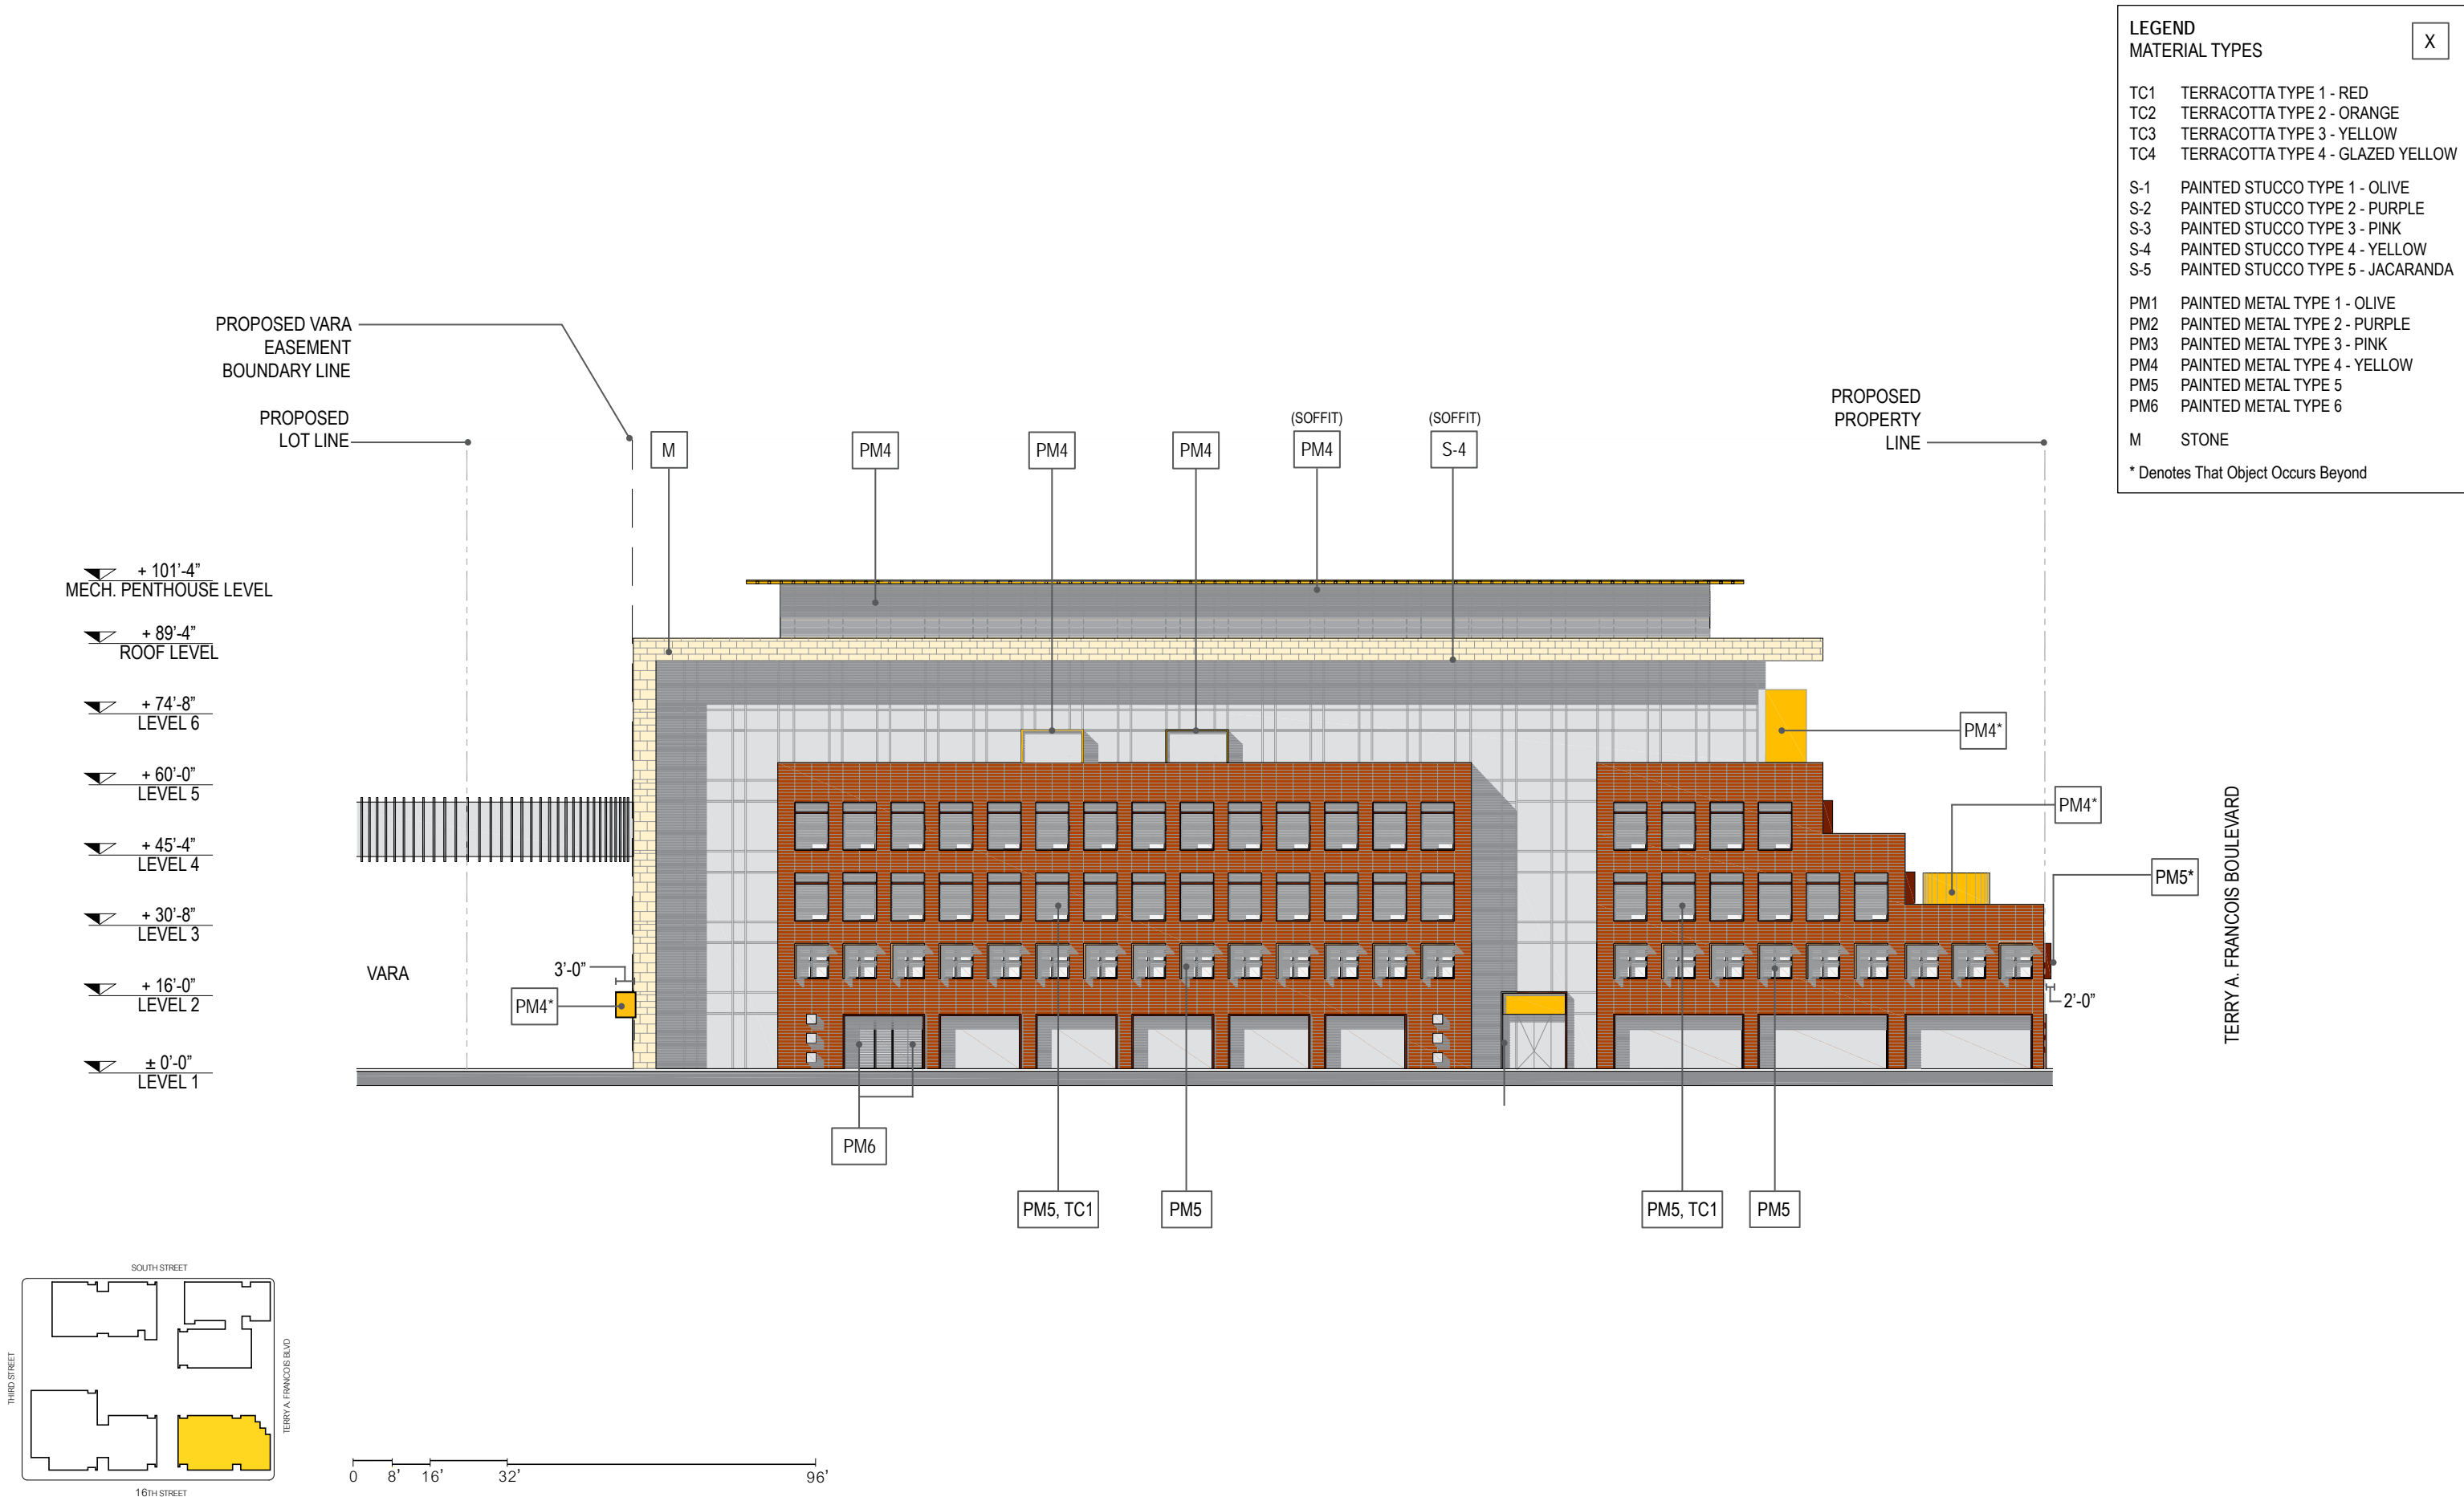 LEGEND
MATERIAL TYPES
X
TC1 TERRACOTTA TYPE 1 - RED
TC2 TERRACOTTA TYPE 2 - ORANGE
TC3 TERRACOTTA TYPE 3 - YELLOW
TC4 TERRACOTTA TYPE 4 - GLAZED YELLOW
S-1 PAINTED STUCCO TYPE 1 - OLIVE
S-2 PAINTED STUCCO TYPE 2 - PURPLE
S-3 PAINTED STUCCO TYPE 3 - PINK
S-4 PAINTED STUCCO TYPE 4 - YELLOW
S-5 PAINTED STUCCO TYPE 5 - JACARANDA
PM1 PAINTED METAL TYPE 1 - OLIVE
PM2 PAINTED METAL TYPE 2 - PURPLE
PM3 PAINTED METAL TYPE 3 - PINK
PM4 PAINTED METAL TYPE 4 - YELLOW
PM5 PAINTED METAL TYPE 5
PM6 PAINTED METAL TYPE 6
M STONE
* Denotes That Object Occurs Beyond
PROPOSED VARA
EASEMENT
BOUNDARY LINE
PROPOSED
LOT LINE
M
PM4
PM4
PM4
(SOFFIT)
PM4
(SOFFIT)
S-4
PROPOSED
PROPERTY
LINE
+ 101'-4"
MECH. PENTHOUSE LEVEL
+ 89'-4"
ROOF LEVEL
+ 74'-8"
LEVEL 6
+ 60'-0"
LEVEL 5
+ 45'-4"
LEVEL 4
+ 30'-8"
LEVEL 3
+ 16'-0"
LEVEL 2
± 0'-0"
LEVEL 1
VARA
3'-0"
PM4*
PM4*
PM4*
PM5*
2'-0"
TERRY A. FRANCOIS BOULEVARD
PM6
PM5, TC1
PM5
PM5, TC1
PM5
SOUTH STREET
THIRD STREET
TERRY A. FRANCOIS BLVD
16TH STREET
0 8' 16' 32' 96'